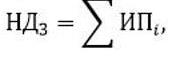 НД₃ = ∑ ИПᵢ,